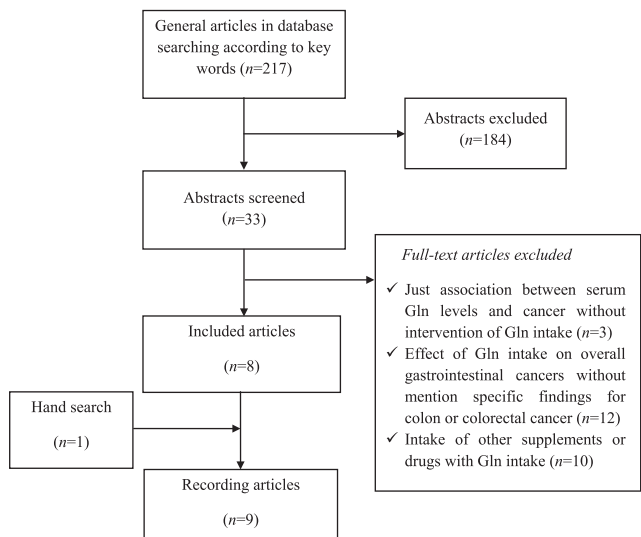 General articles in database
searching according to key
words (n=217)
Abstracts excluded
(n=184)
Abstracts screened
(n=33)
Full-text articles excluded
✓ Just association between serum
Gln levels and cancer without
intervention of Gln intake (n=3)
✓ Effect of Gln intake on overall
gastrointestinal cancers without
mention specific findings for
colon or colorectal cancer (n=12)
✓ Intake of other supplements or
drugs with Gln intake (n=10)
Included articles
(n=8)
Hand search
(n=1)
Recording articles
(n=9)